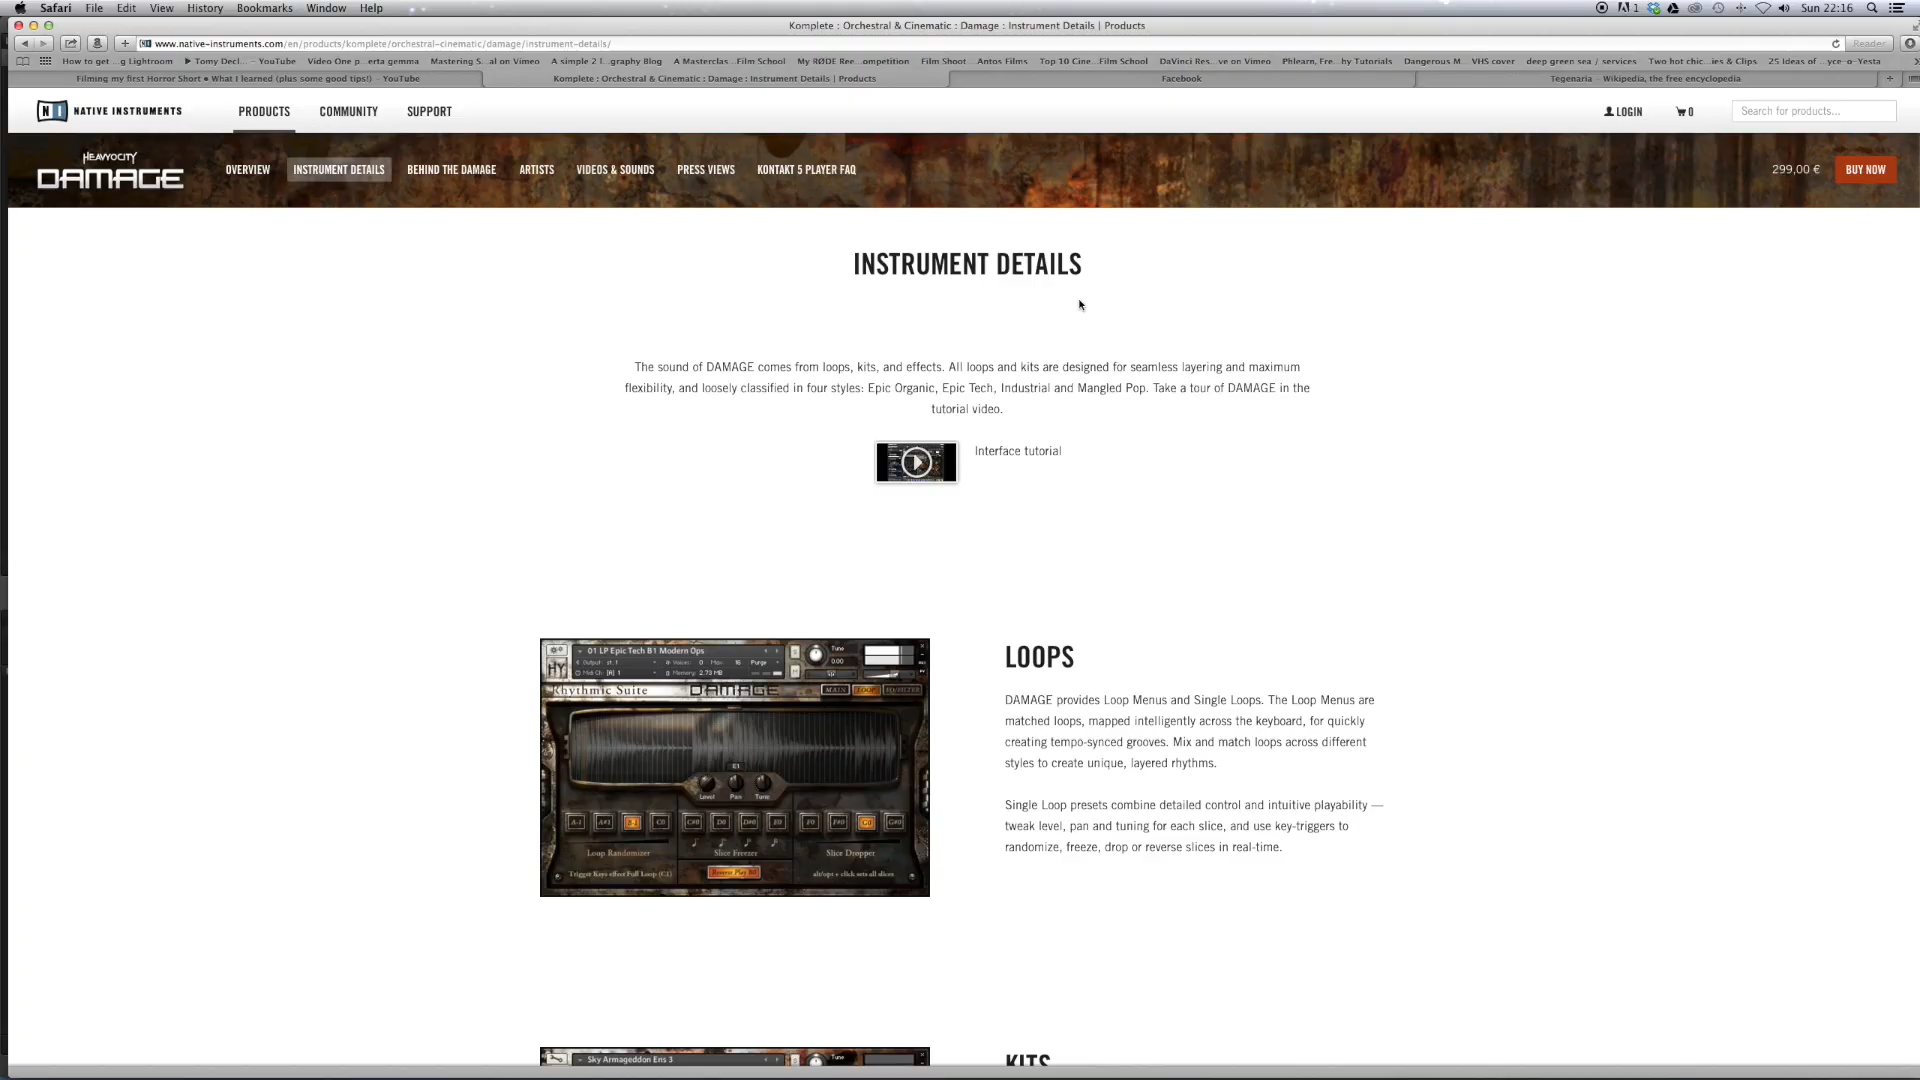 Safari File Edit View History Bookmarks Window Help 1 Sun 22:16
Komplete : Orchestral & Cinematic : Damage : Instrument Details | Products
www.native-instruments.com/en/products/komplete/orchestral-cinematic/damage/instrument-details/ Reader
How to get ...g Lightroom ▶ Tomy Decl... – YouTube Video One p...erta gemma Mastering S...al on Vimeo A simple 2 l...graphy Blog A Masterclas...Film School My RØDE Ree...ompetition Film Shoot ...Antos Films Top 10 Cine...Film School DaVinci Res...ve on Vimeo Phlearn, Fre...by Tutorials Dangerous M... VHS cover deep green sea / services Two hot chic...ies & Clips 25 Ideas of ...yce-o-Yesta
Filming my first Horror Short ● What I learned (plus some good tips!) – YouTube Komplete : Orchestral & Cinematic : Damage : Instrument Details | Products Facebook Tegenaria – Wikipedia, the free encyclopedia
NI NATIVE INSTRUMENTS PRODUCTS COMMUNITY SUPPORT LOGIN 0 Search for products...
HEAVYOCITY
DAMAGE OVERVIEW INSTRUMENT DETAILS BEHIND THE DAMAGE ARTISTS VIDEOS & SOUNDS PRESS VIEWS KONTAKT 5 PLAYER FAQ 299,00 € BUY NOW
INSTRUMENT DETAILS
The sound of DAMAGE comes from loops, kits, and effects. All loops and kits are designed for seamless layering and maximum
flexibility, and loosely classified in four styles: Epic Organic, Epic Tech, Industrial and Mangled Pop. Take a tour of DAMAGE in the
tutorial video.
Interface tutorial
01 LP Epic Tech B1 Modern Ops Tune
Output: st.1 Voices: 0 Max: 16 Purge 0.00
Midi Ch: [A] 1 Memory: 2.73 MB
HY
Rhythmic Suite DAMAGE MAIN LOOP EQ/FILTER
E1
Level Pan Tune
A-1 A#-1 B-1 C0 C#0 D0 D#0 E0 F0 F#0 G0 G#0
Loop Randomizer Slice Freezer Slice Dropper
Trigger Keys effect Full Loop (C1) Reverse Play B0 alt/opt + click sets all slices
LOOPS
DAMAGE provides Loop Menus and Single Loops. The Loop Menus are
matched loops, mapped intelligently across the keyboard, for quickly
creating tempo-synced grooves. Mix and match loops across different
styles to create unique, layered rhythms.
Single Loop presets combine detailed control and intuitive playability —
tweak level, pan and tuning for each slice, and use key-triggers to
randomize, freeze, drop or reverse slices in real-time.
Sky Armageddon Ens 3 Tune
KITS